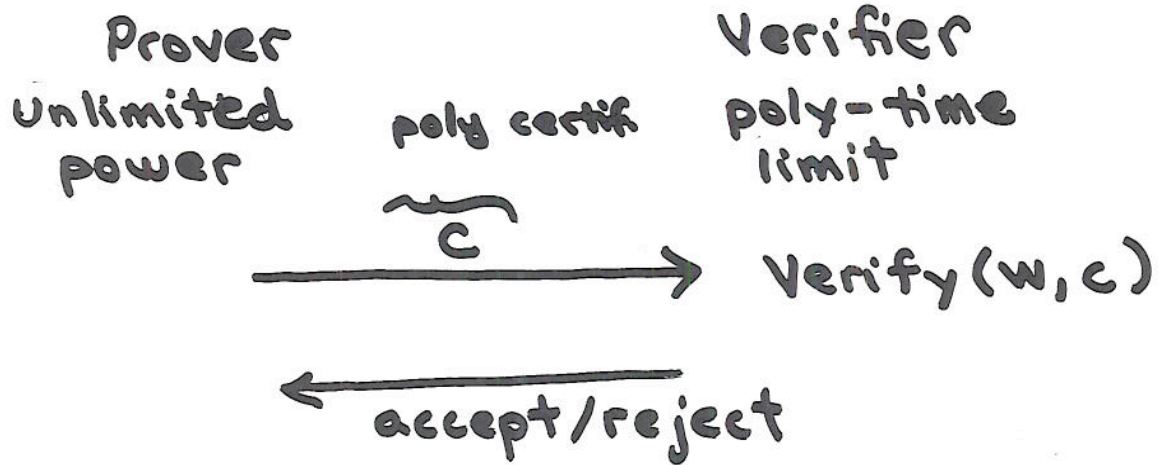 Prover
Verifier
Unlimited
power
poly certif.
poly-time
limit
c
Verify(w,c)
accept/reject